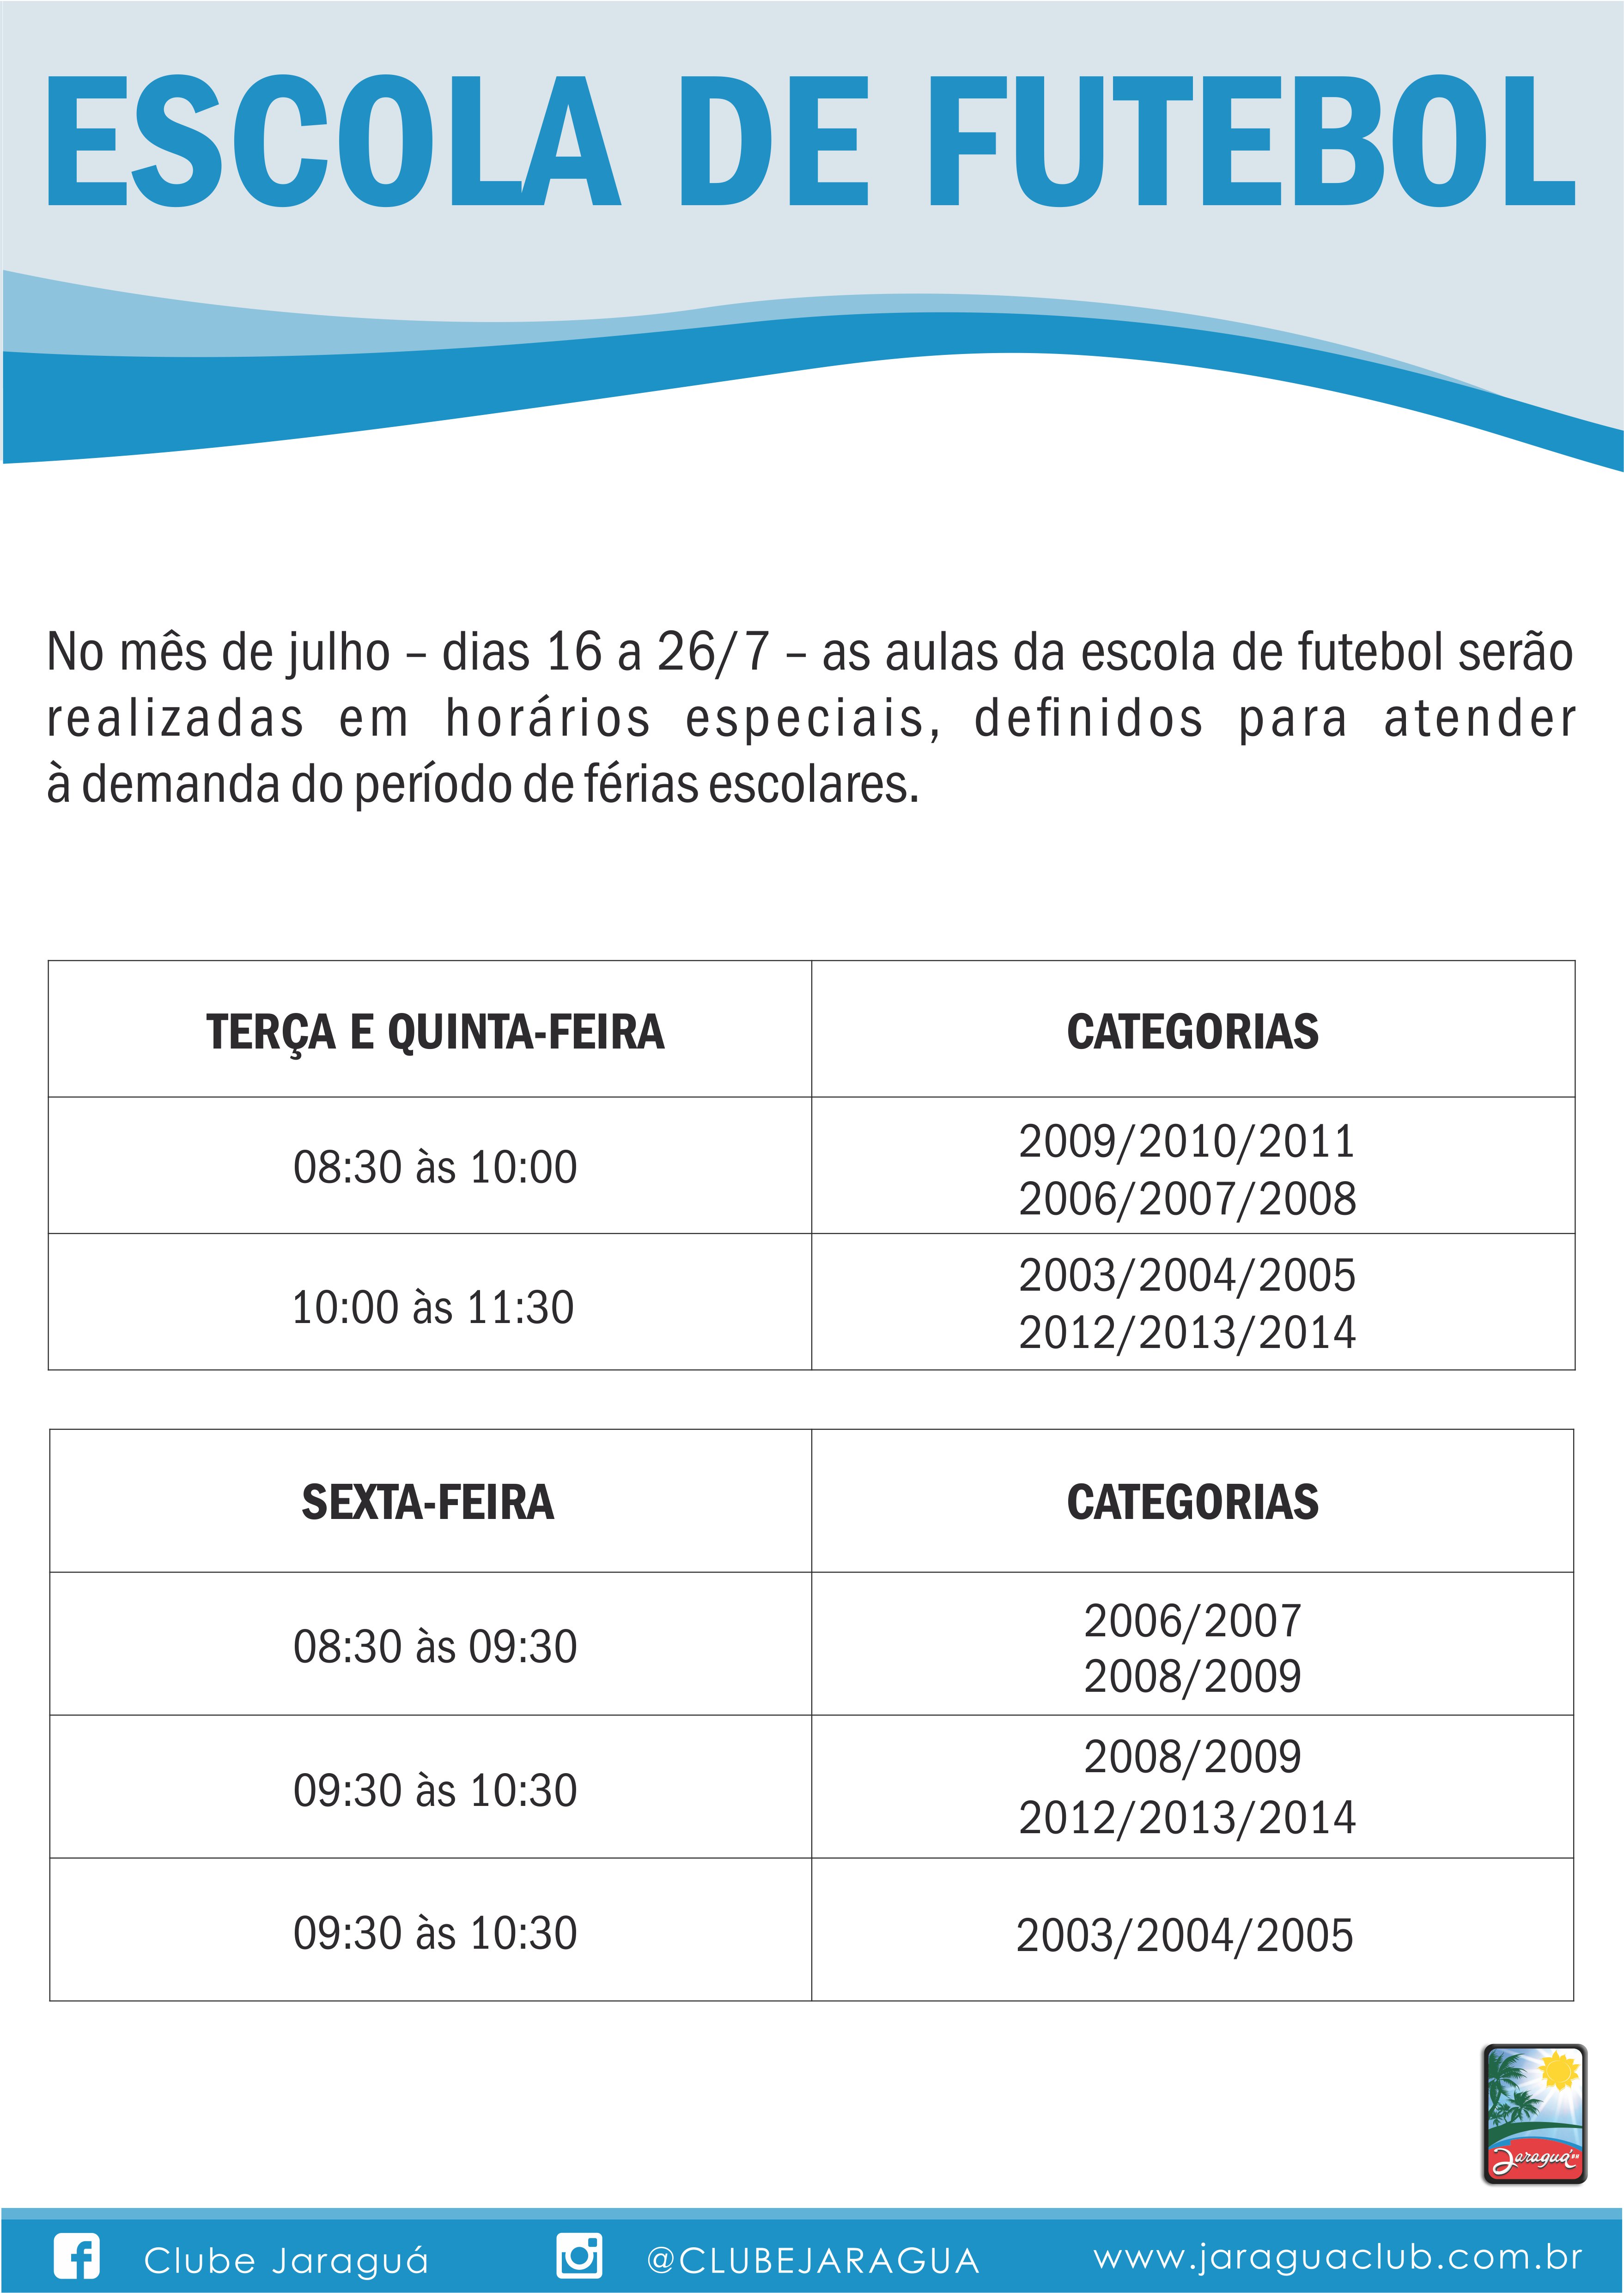 ESCOLA DE FUTEBOL
No mês de julho – dias 16 a 26/7 – as aulas da escola de futebol serão
realizadas em horários especiais, definidos para atender
à demanda do período de férias escolares.
TERÇA E QUINTA-FEIRA CATEGORIAS
08:30 às 10:00 2009/2010/2011
2006/2007/2008
10:00 às 11:30 2003/2004/2005
2012/2013/2014
SEXTA-FEIRA CATEGORIAS
08:30 às 09:30 2006/2007
2008/2009
09:30 às 10:30 2008/2009
2012/2013/2014
09:30 às 10:30 2003/2004/2005
Jaraguá
Clube Jaraguá @CLUBEJARAGUA www.jaraguaclub.com.br